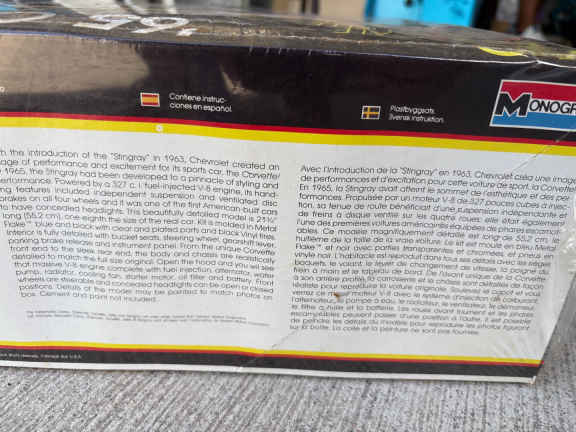 '65
Contiene instruc-
ciones en español.
Plastbyggsats.
Svensk instruktion.
MONOGR
h the introduction of the "Stingray" in 1963, Chevrolet created an
age of performance and excitement for its sports car, the Corvette
1965, the Stingray had been developed to a pinnacle of styling and
erformance. Powered by a 327 c. i. fuel-injected V-8 engine, its hand-
ng features included independent suspension and ventilated disc
brakes on all four wheels and it was one of the first American-built cars
to have concealed headlights. This beautifully detailed model is 21¾"
long (55.2 cm), one-eighth the size of the real car. Kit is molded in Metal
Flake™ blue and black with clear and plated parts and black vinyl tires.
Interior is fully detailed with bucket seats, steering wheel, gearshift lever,
parking brake release and instrument panel. From the unique Corvette
front end to the sleek rear end, the body and chassis are realistically
detailed to match the full size original. Open the hood and you will see
that massive V-8 engine complete with fuel injection, alternator, water
pump, radiator, cooling fan, starter motor, oil filter and battery. Front
wheels are steerable and concealed headlights can be open or closed
positions. Details of the model may be painted to match photos on
box. Cement and paint not included.
Avec l'introduction de la "Stingray" en 1963, Chevrolet créa une image
de performances et d'excitation pour cette voiture de sport, la Corvette
En 1965, la Stingray avait atteint le sommet de l'esthétique et des per-
formances. Propulsée par un moteur V-8 de 327 pouces cubes à injec-
tion, sa tenue de route bénéficiait d'une suspension indépendante et
de freins à disque ventilé sur les quatre roues; elle était également
l'une des premières voitures américaines équipées de phares escamot-
ables. Ce modèle magnifiquement détaillé est long de 55,2 cm, le
huitième de la taille de la vraie voiture. Le kit est moulé en bleu Metal
Flake™ et noir avec parties transparentes et chromées, et pneus en
vinyle noir. L'habitacle est reproduit dans tous ses détails avec les sièges
baquets, le volant, le levier de changement de vitesse, la poignée du
frein à main et le tableau de bord. De l'avant unique de la Corvette
à son arrière profilé, la carrosserie et le châssis sont détaillés de façon
réaliste pour reproduire la voiture originale. Soulevez le capot et vous
verrez ce massif moteur V-8 avec le système d'injection de carburant,
l'alternateur, la pompe à eau, le radiateur, le ventilateur, le démarreur,
le filtre à huile et la batterie. Les roues avant tournent et les phares
escamotables peuvent passer d'une position à l'autre. Il est possible
de peindre les détails du modèle pour reproduire les photos figurant
sur la boîte. La colle et la peinture ne sont pas fournies.